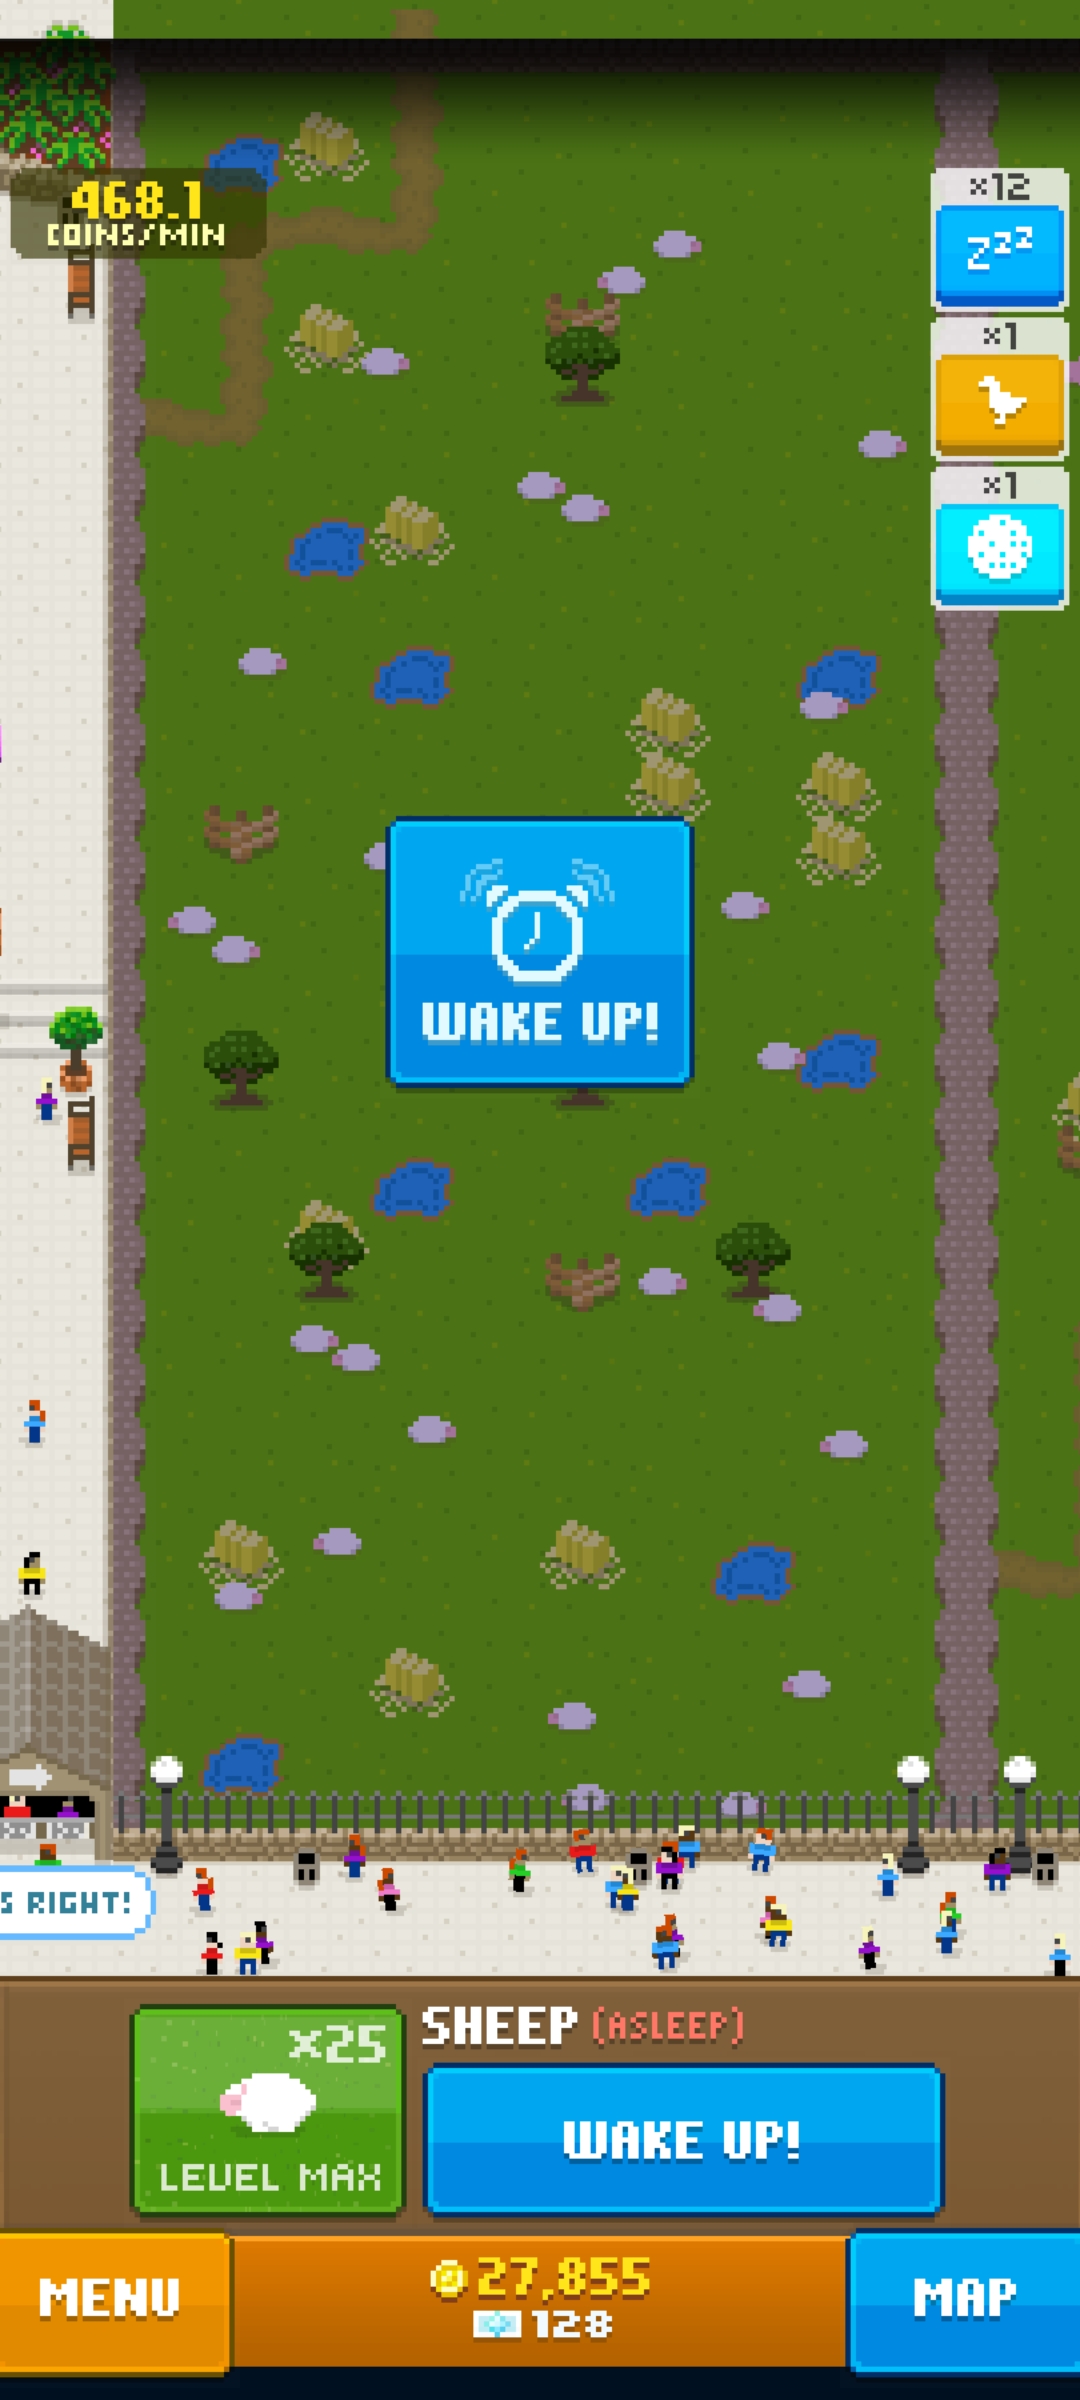 468.1
COINS/MIN
x12
zzz
x1
x1
WAKE UP!
S RIGHT!
x25
LEVEL MAX
SHEEP (ASLEEP)
WAKE UP!
MENU
27,855
128
MAP